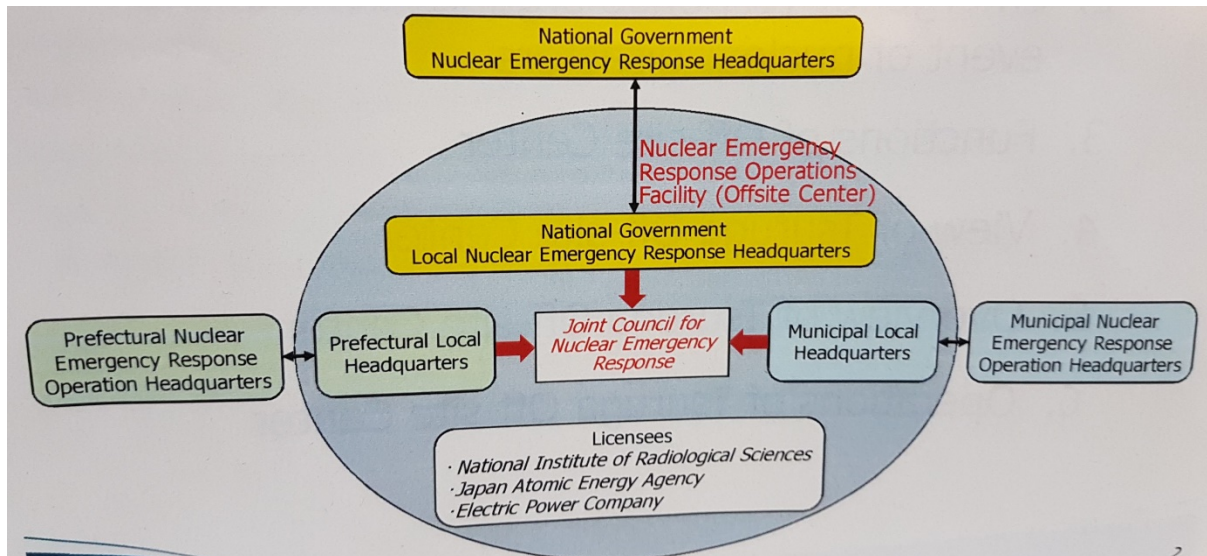 National Government
Nuclear Emergency Response Headquarters
Nuclear Emergency
Response Operations
Facility (Offsite Center)
National Government
Local Nuclear Emergency Response Headquarters
Prefectural Nuclear
Emergency Response
Operation Headquarters
Prefectural Local
Headquarters
Joint Council for
Nuclear Emergency
Response
Municipal Local
Headquarters
Municipal Nuclear
Emergency Response
Operation Headquarters
Licensees
· National Institute of Radiological Sciences
· Japan Atomic Energy Agency
· Electric Power Company